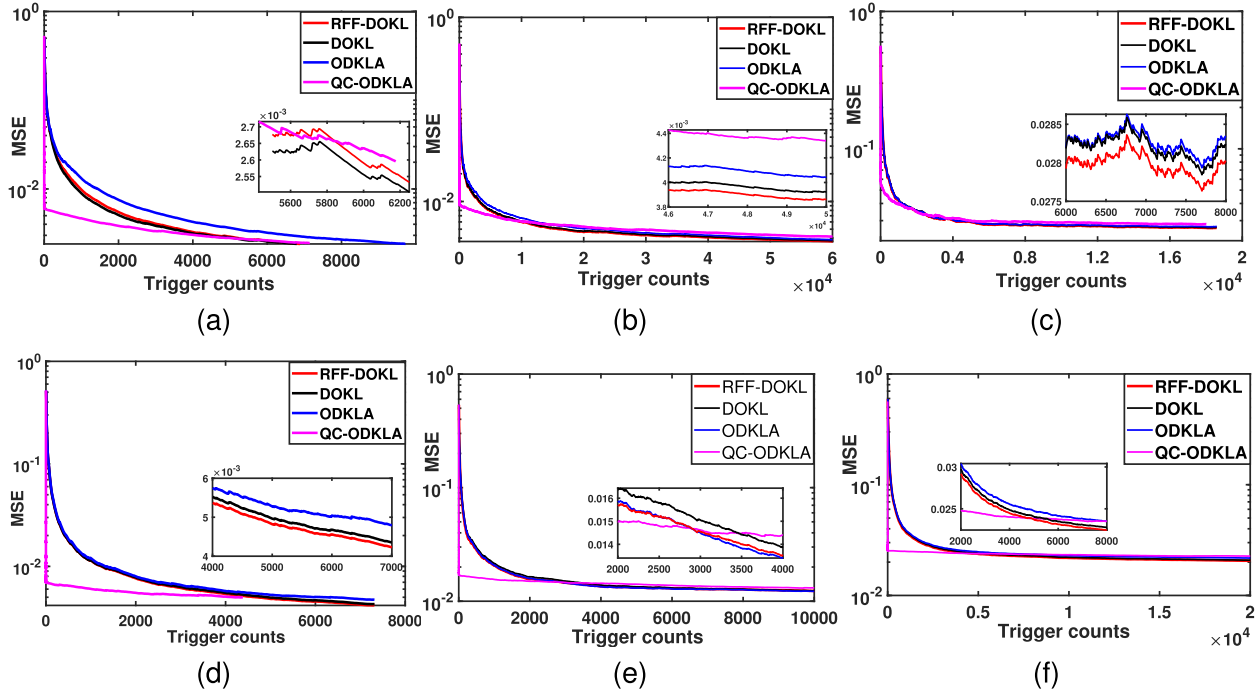 10^0
10^-2
MSE
0 2000 4000 6000 8000
Trigger counts
RFF-DOKL
DOKL
ODKLA
QC-ODKLA
×10^-3
2.7
2.65
2.6
2.55
5600 5800 6000 6200
(a)
10^0
10^-2
MSE
0 10 20 30 40 50 60
Trigger counts
×10^4
RFF-DOKL
DOKL
ODKLA
QC-ODKLA
×10^-3
4.4
4.2
4
3.8
4.6 4.7 4.8 4.9 5.0
×10^4
(b)
10^-1
MSE
0 0.4 0.8 1.2 1.6 2
Trigger counts
×10^4
RFF-DOKL
DOKL
ODKLA
QC-ODKLA
0.0285
0.028
0.0275
6000 6500 7000 7500 8000
(c)
10^0
10^-1
10^-2
MSE
0 2000 4000 6000 8000
Trigger counts
RFF-DOKL
DOKL
ODKLA
QC-ODKLA
×10^-3
6
5
4
4000 5000 6000 7000
(d)
10^0
10^-1
10^-2
MSE
0 2000 4000 6000 8000 10000
Trigger counts
RFF-DOKL
DOKL
ODKLA
QC-ODKLA
0.016
0.015
0.014
2000 2500 3000 3500 4000
(e)
10^0
10^-1
10^-2
MSE
0 0.5 1 1.5 2
Trigger counts
×10^4
RFF-DOKL
DOKL
ODKLA
QC-ODKLA
0.03
0.025
2000 4000 6000 8000
(f)